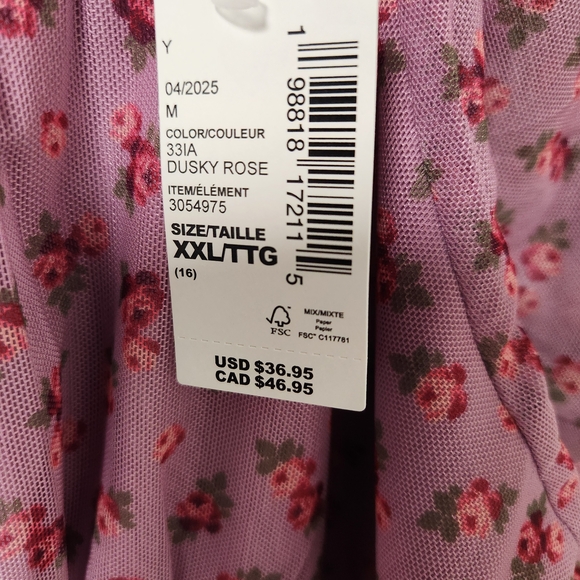 Y
04/2025
M
COLOR/COULEUR
33IA
DUSKY ROSE
ITEM/ÉLÉMENT
3054975
SIZE/TAILLE
XXL/TTG
(16)
1 98818 17211 5
FSC
MIX/MIXTE
Paper
Papier
FSC® C117781
USD $36.95
CAD $46.95